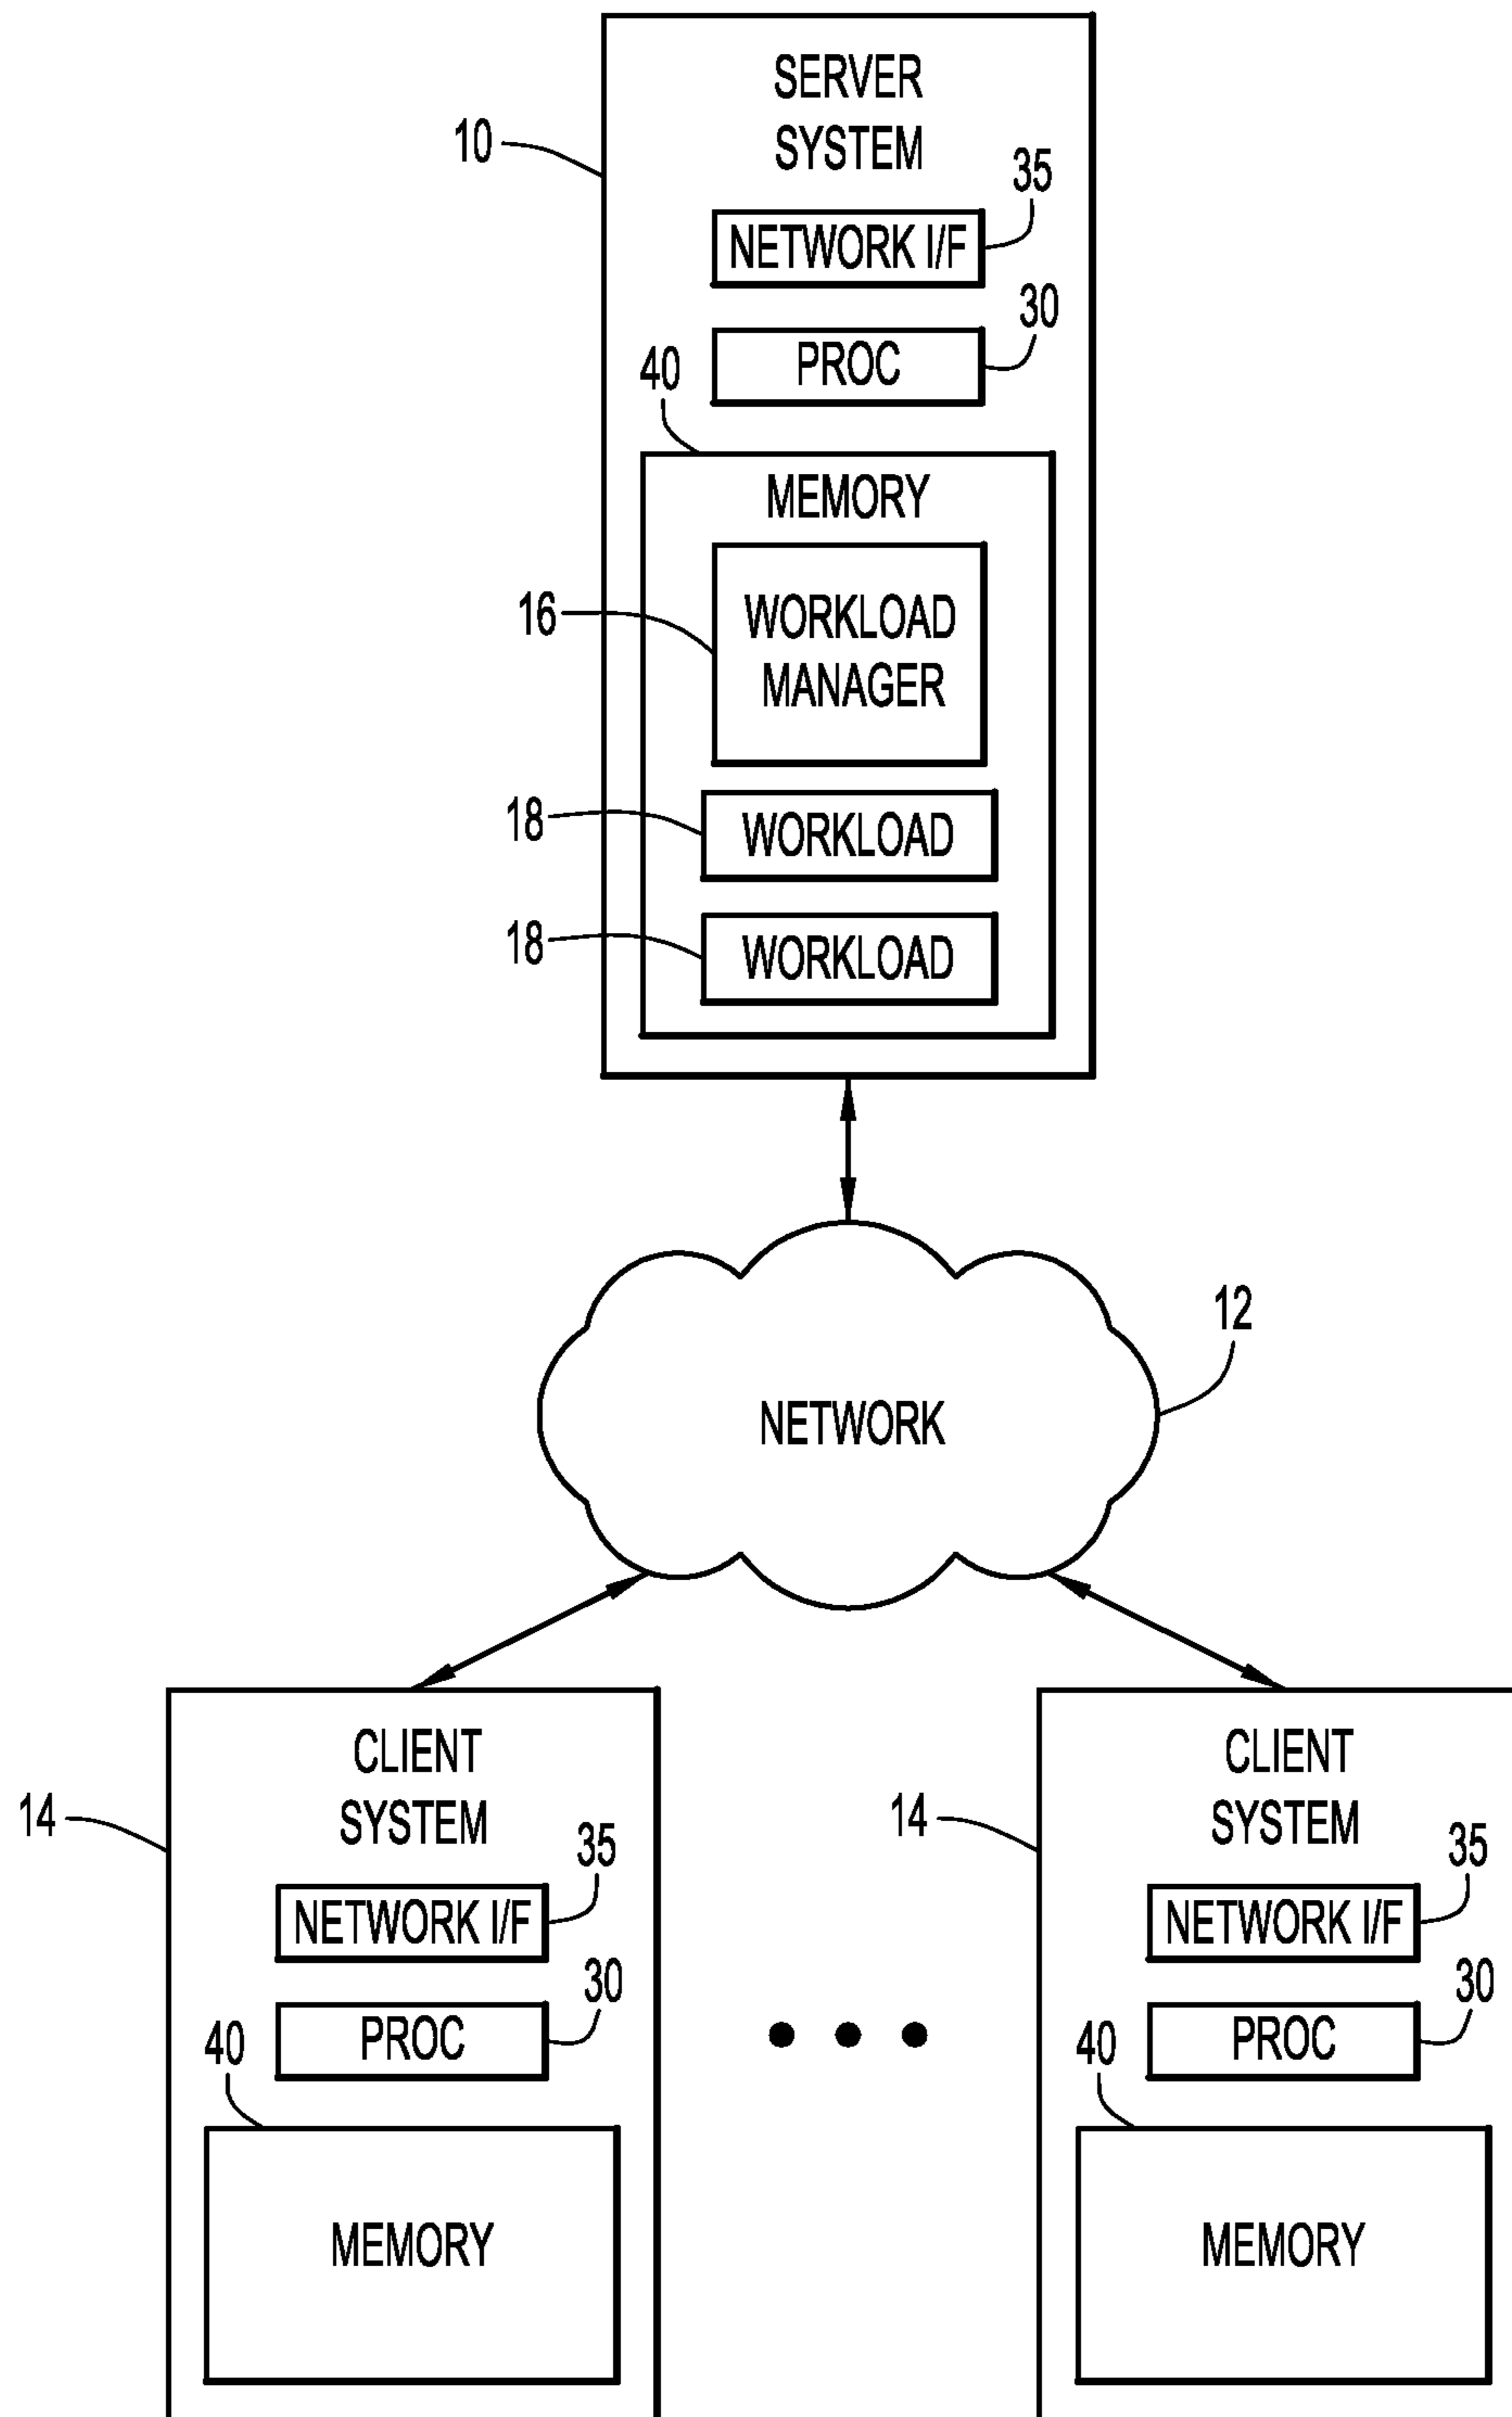 SERVER
SYSTEM
10
35
NETWORK I/F
30
PROC
40
MEMORY
16
WORKLOAD
MANAGER
18
WORKLOAD
18
WORKLOAD
12
NETWORK
CLIENT
SYSTEM
14
35
NETWORK I/F
30
PROC
40
MEMORY
CLIENT
SYSTEM
14
35
NETWORK I/F
30
PROC
40
MEMORY